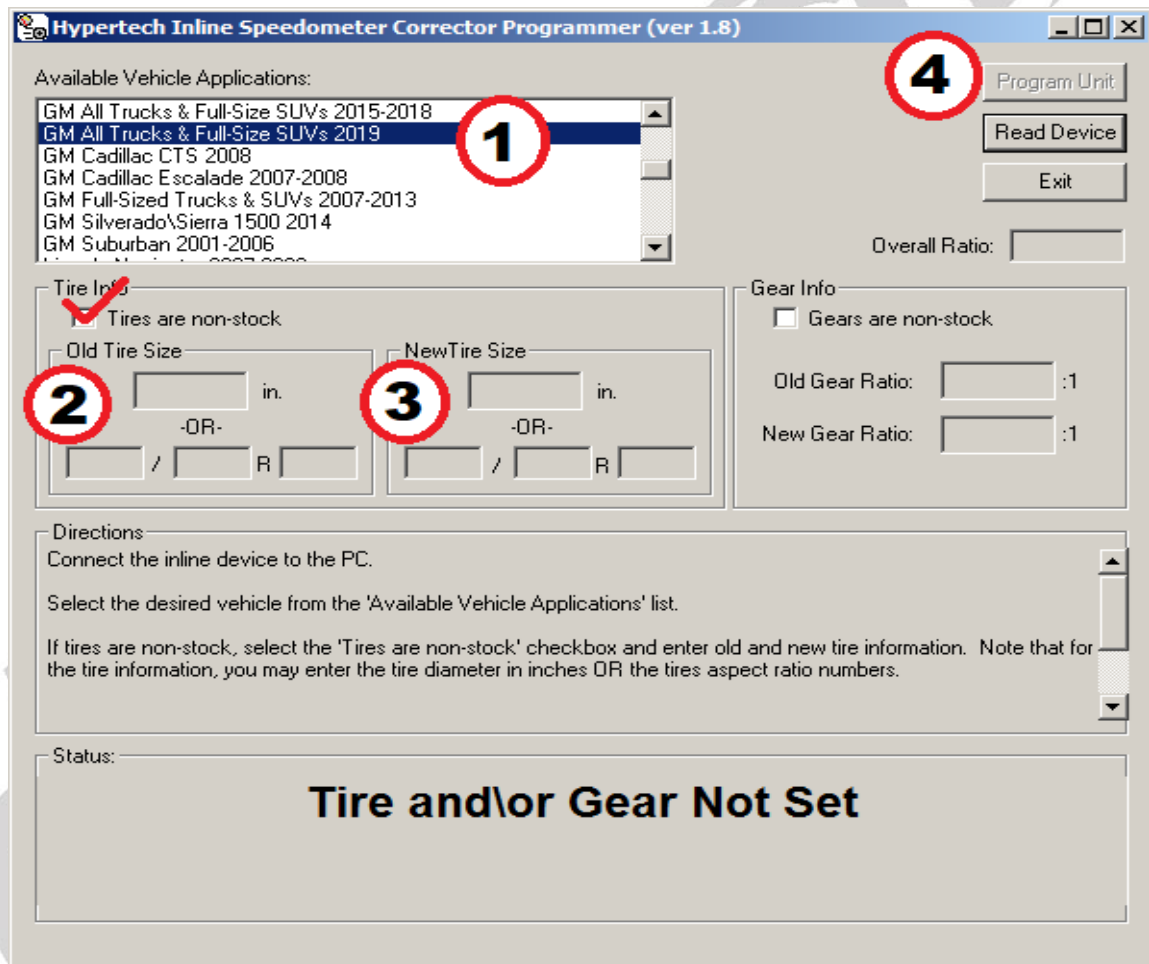 Hypertech Inline Speedometer Corrector Programmer (ver 1.8)
Available Vehicle Applications:
4
Program Unit
GM All Trucks & Full-Size SUVs 2015-2018
GM All Trucks & Full-Size SUVs 2019
1
Read Device
GM Cadillac CTS 2008
GM Cadillac Escalade 2007-2008
Exit
GM Full-Sized Trucks & SUVs 2007-2013
GM Silverado\Sierra 1500 2014
GM Suburban 2001-2006
Overall Ratio:
Tire Info
Tires are non-stock
Old Tire Size
2
in.
-OR-
/ R
NewTire Size
3
in.
-OR-
/ R
Gear Info
Gears are non-stock
Old Gear Ratio: :1
New Gear Ratio: :1
Directions
Connect the inline device to the PC.
Select the desired vehicle from the 'Available Vehicle Applications' list.
If tires are non-stock, select the 'Tires are non-stock' checkbox and enter old and new tire information. Note that for
the tire information, you may enter the tire diameter in inches OR the tires aspect ratio numbers.
Status:
Tire and\or Gear Not Set